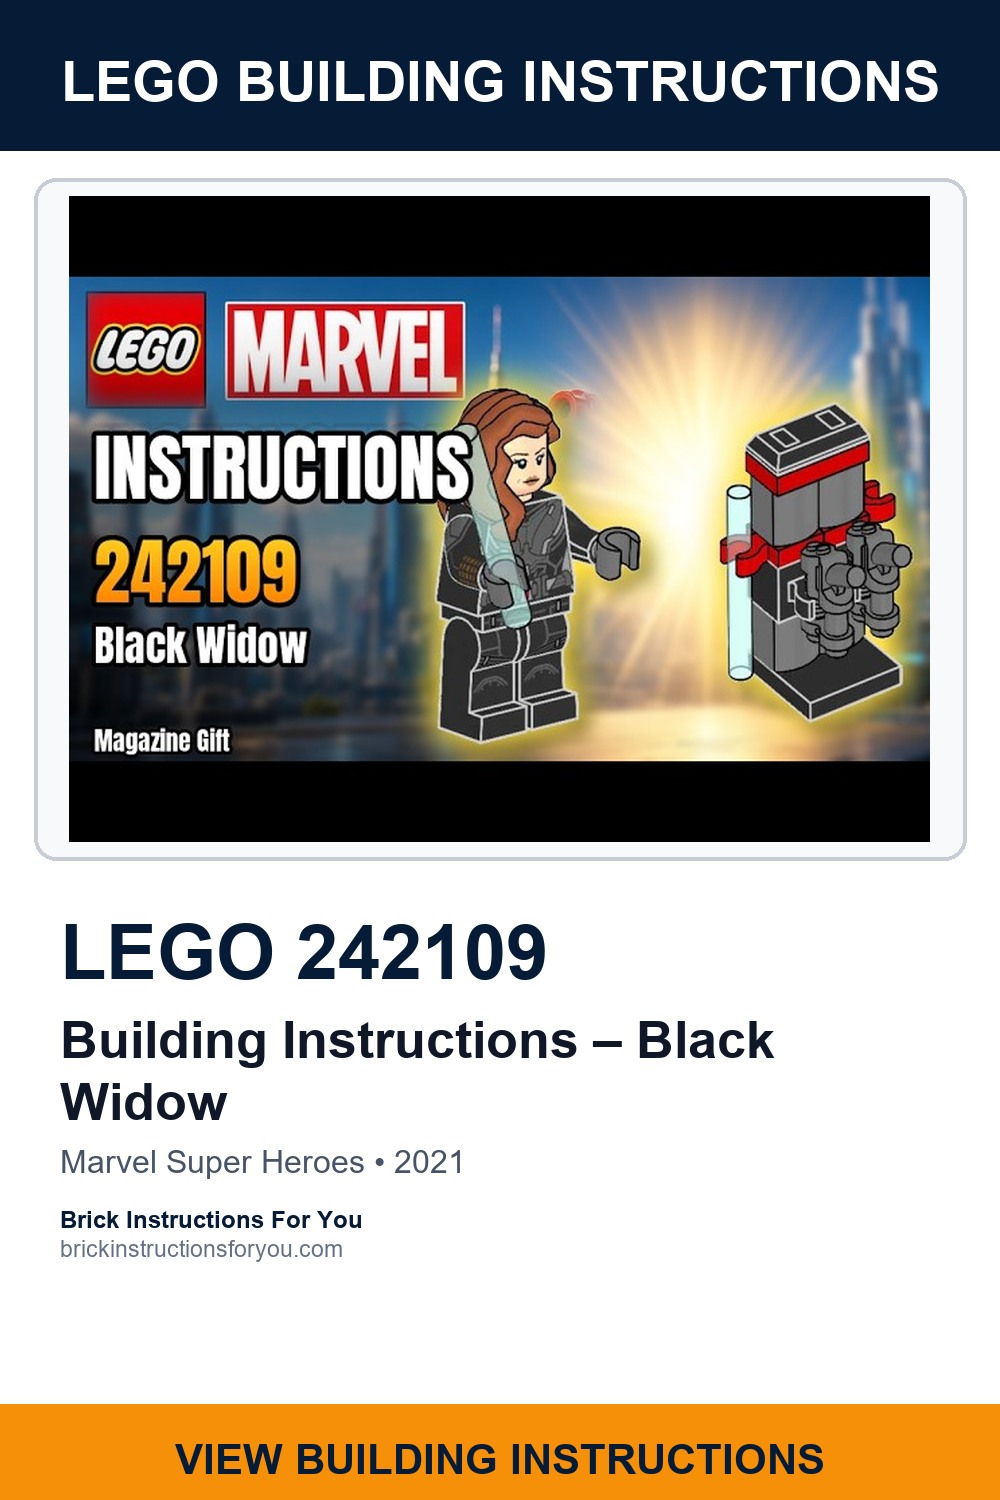 LEGO BUILDING INSTRUCTIONS
LEGO MARVEL
INSTRUCTIONS
242109
Black Widow
Magazine Gift
LEGO 242109
Building Instructions – Black
Widow
Marvel Super Heroes • 2021
Brick Instructions For You
brickinstructionsforyou.com
VIEW BUILDING INSTRUCTIONS